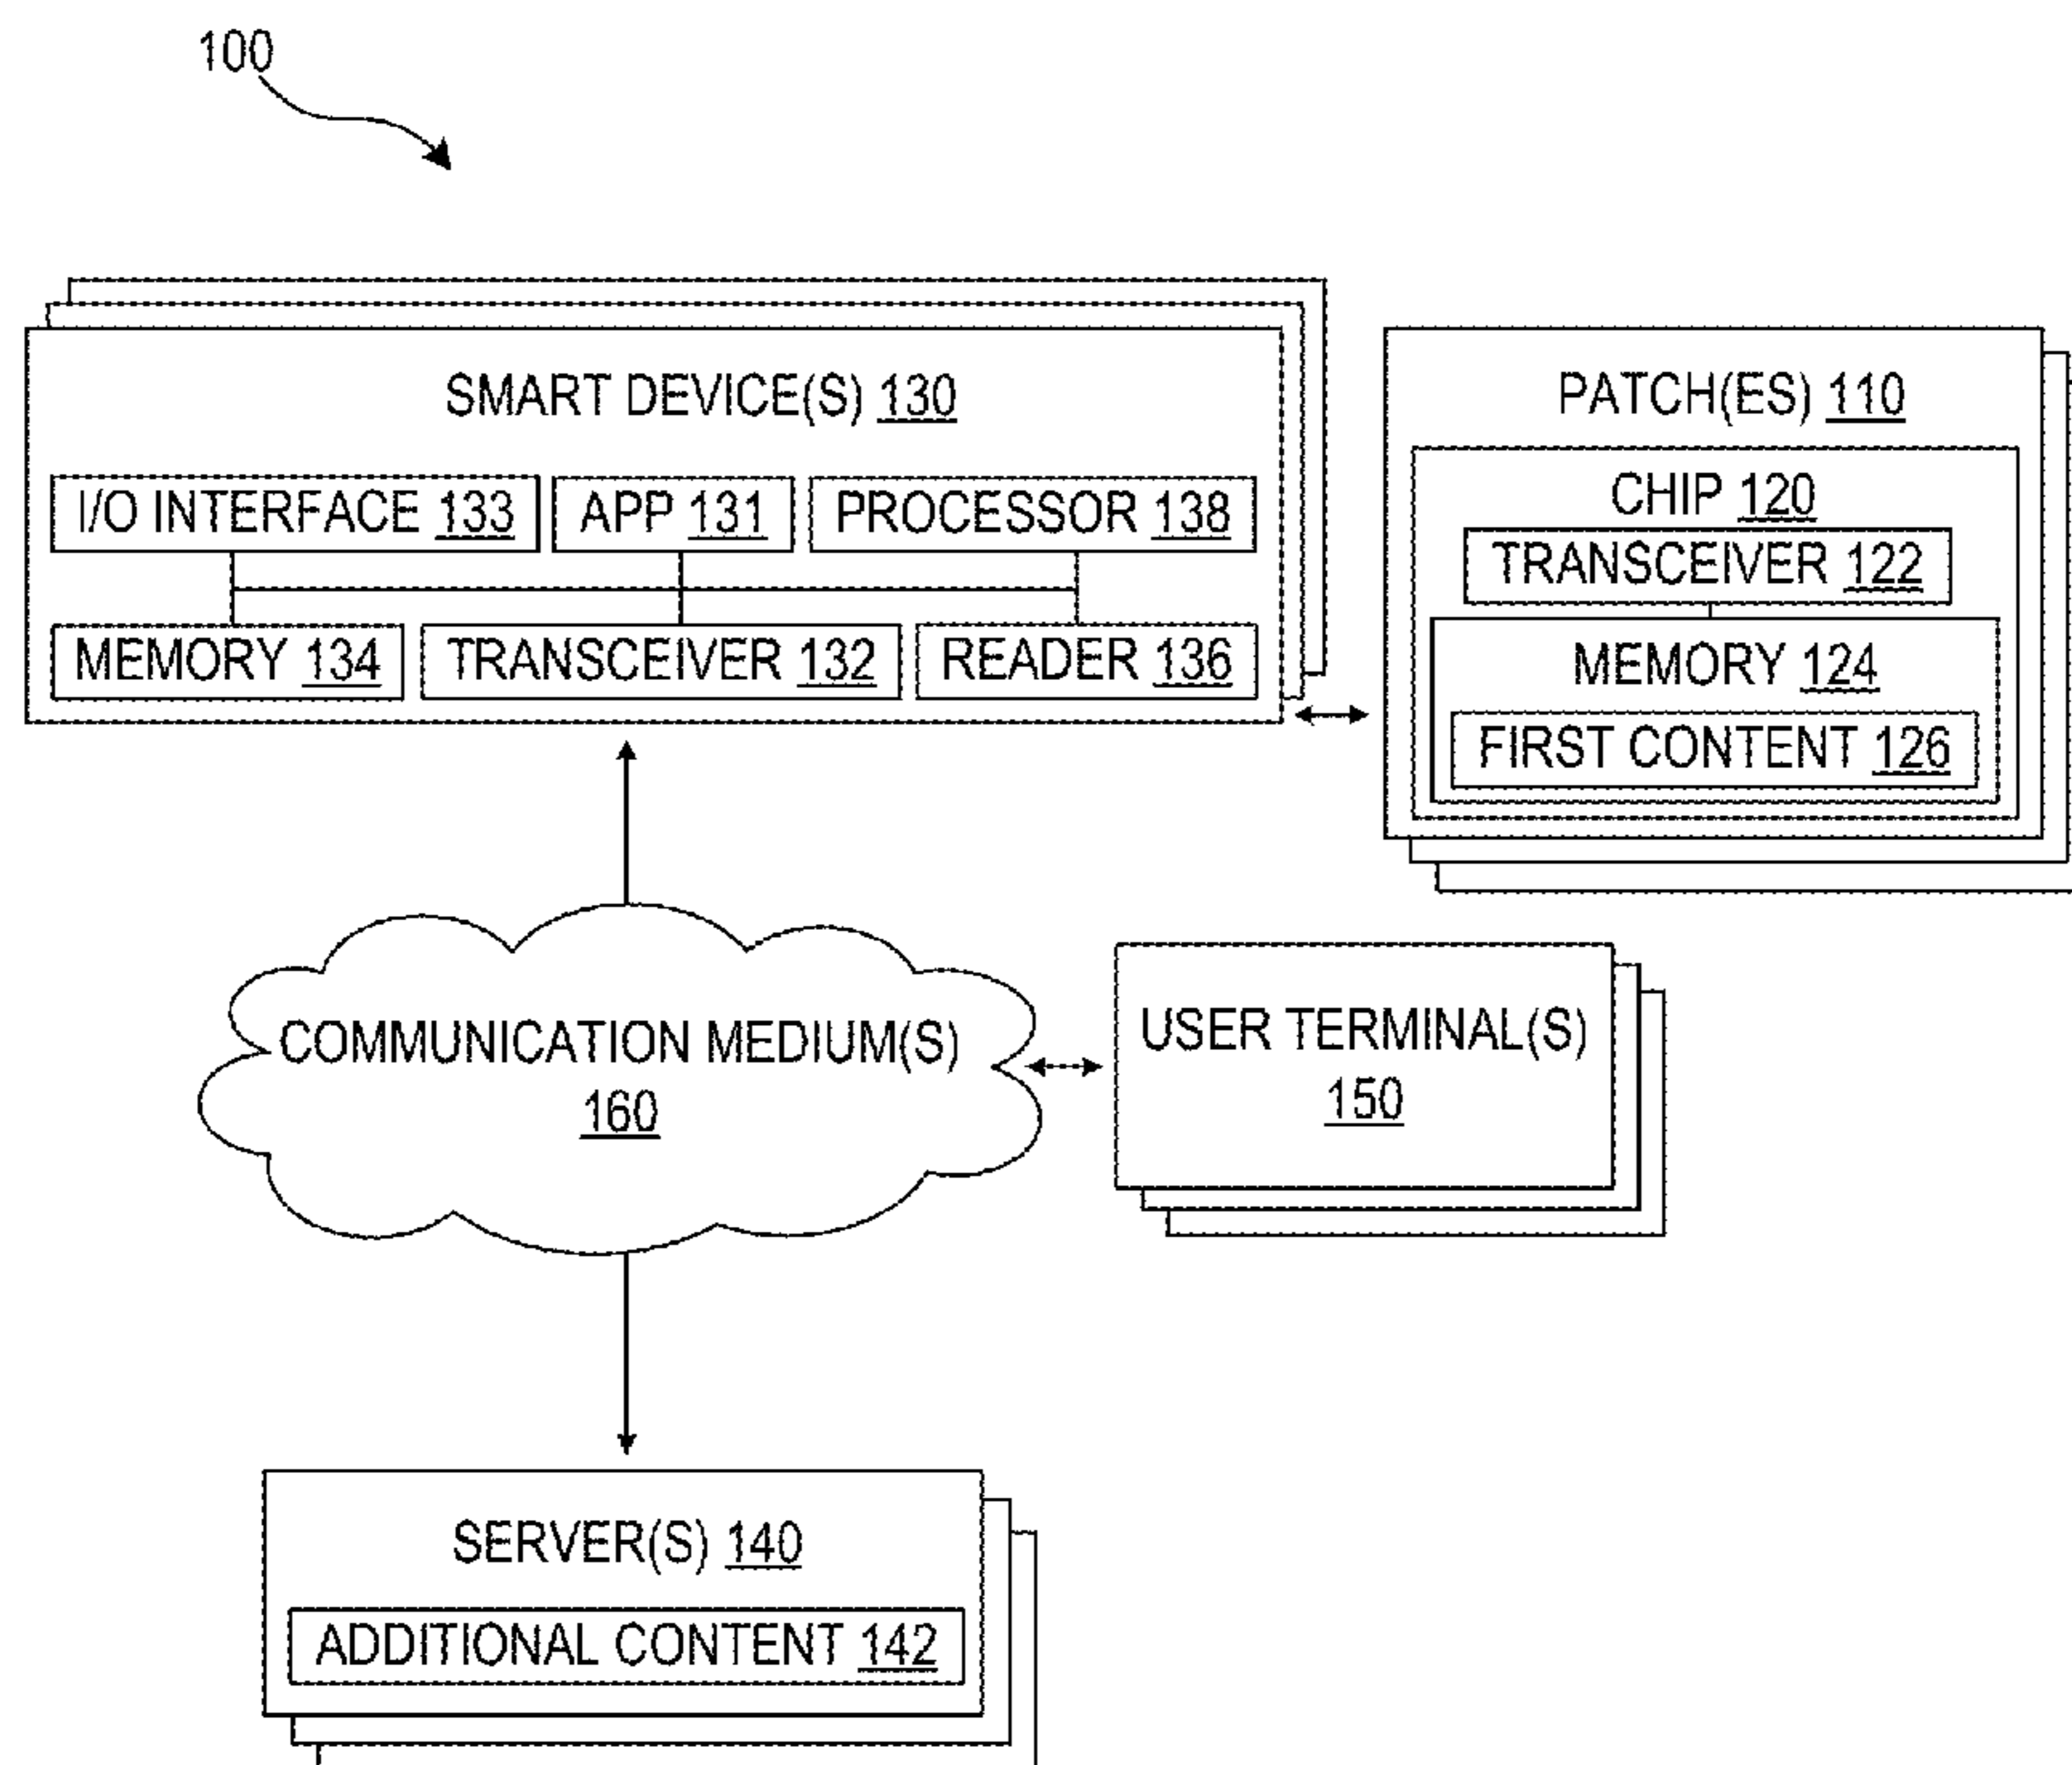 100
SMART DEVICE(S) 130
I/O INTERFACE 133
APP 131
PROCESSOR 138
MEMORY 134
TRANSCEIVER 132
READER 136
PATCH(ES) 110
CHIP 120
TRANSCEIVER 122
MEMORY 124
FIRST CONTENT 126
COMMUNICATION MEDIUM(S)
160
USER TERMINAL(S)
150
SERVER(S) 140
ADDITIONAL CONTENT 142